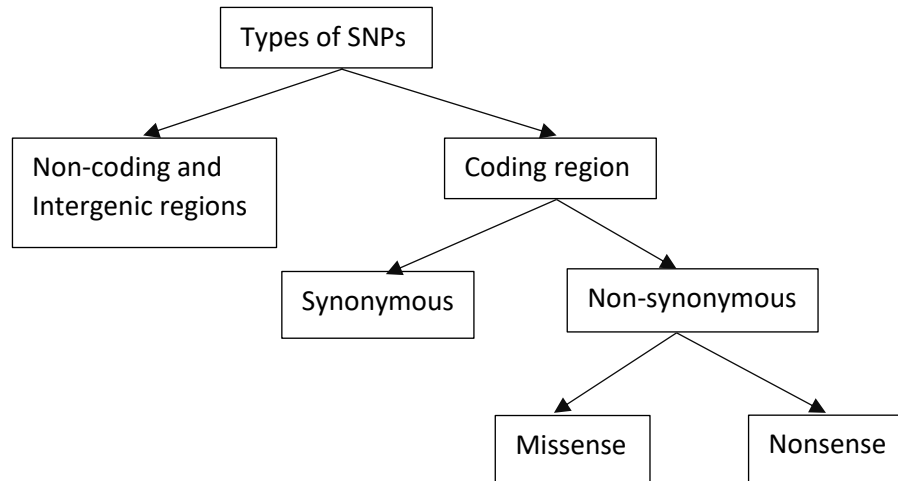 Types of SNPs
Non-coding and
Intergenic regions
Coding region
Synonymous
Non-synonymous
Missense
Nonsense